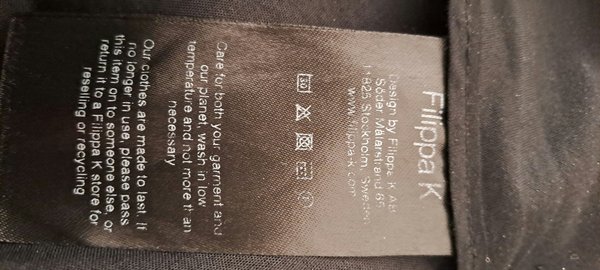 Filippa K
Design by Filippa K AB
Söder Mälarstrand 65
11825 Stockholm, Sweden
www.filippa-k.com
30
Care for both your garment and
our planet, wash in low
temperature and not more than
necessary
Our clothes are made to last. If
no longer in use, please pass
this item on to someone else, or
return it to a Filippa K store for
reselling or recycling